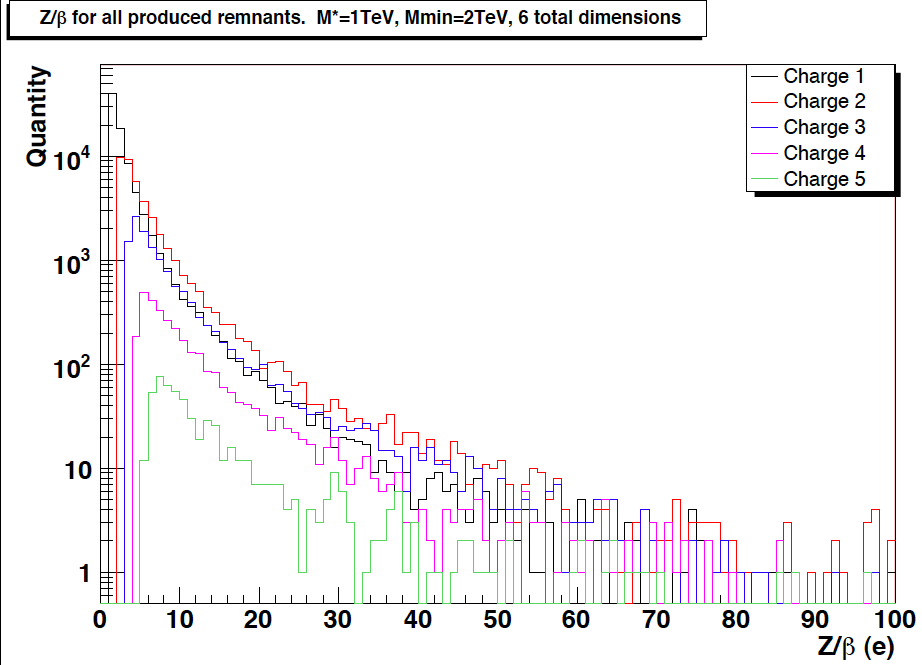 Z/β for all produced remnants. M*=1TeV, Mmin=2TeV, 6 total dimensions
Quantity
Charge 1
Charge 2
Charge 3
Charge 4
Charge 5
10⁴
10³
10²
10
1
0 10 20 30 40 50 60 70 80 90 100
Z/β (e)